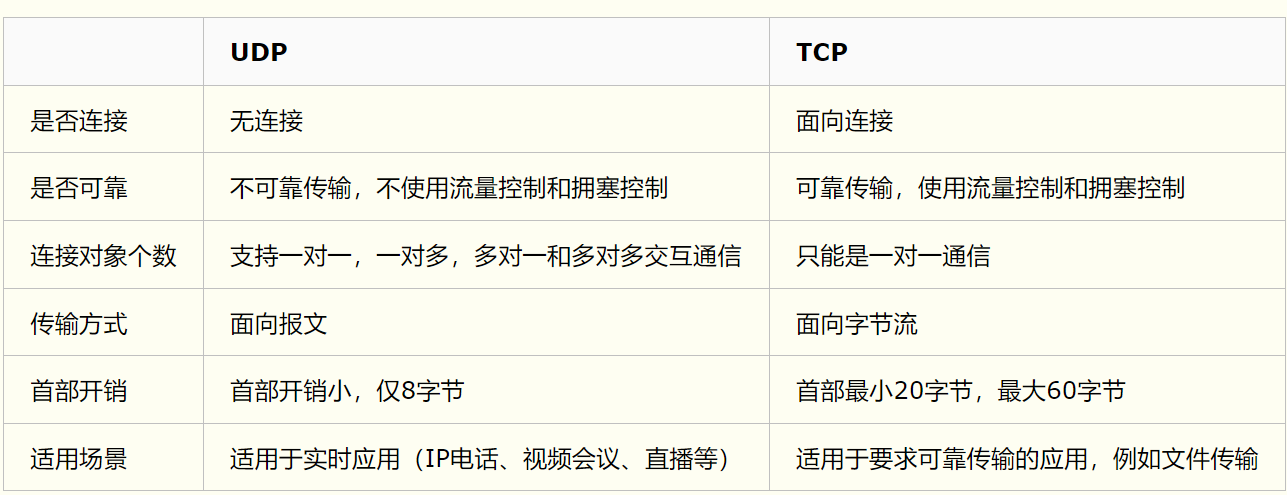 UDP TCP
是否连接 无连接 面向连接
是否可靠 不可靠传输，不使用流量控制和拥塞控制 可靠传输，使用流量控制和拥塞控制
连接对象个数 支持一对一，一对多，多对一和多对多交互通信 只能是一对一通信
传输方式 面向报文 面向字节流
首部开销 首部开销小，仅8字节 首部最小20字节，最大60字节
适用场景 适用于实时应用（IP电话、视频会议、直播等） 适用于要求可靠传输的应用，例如文件传输